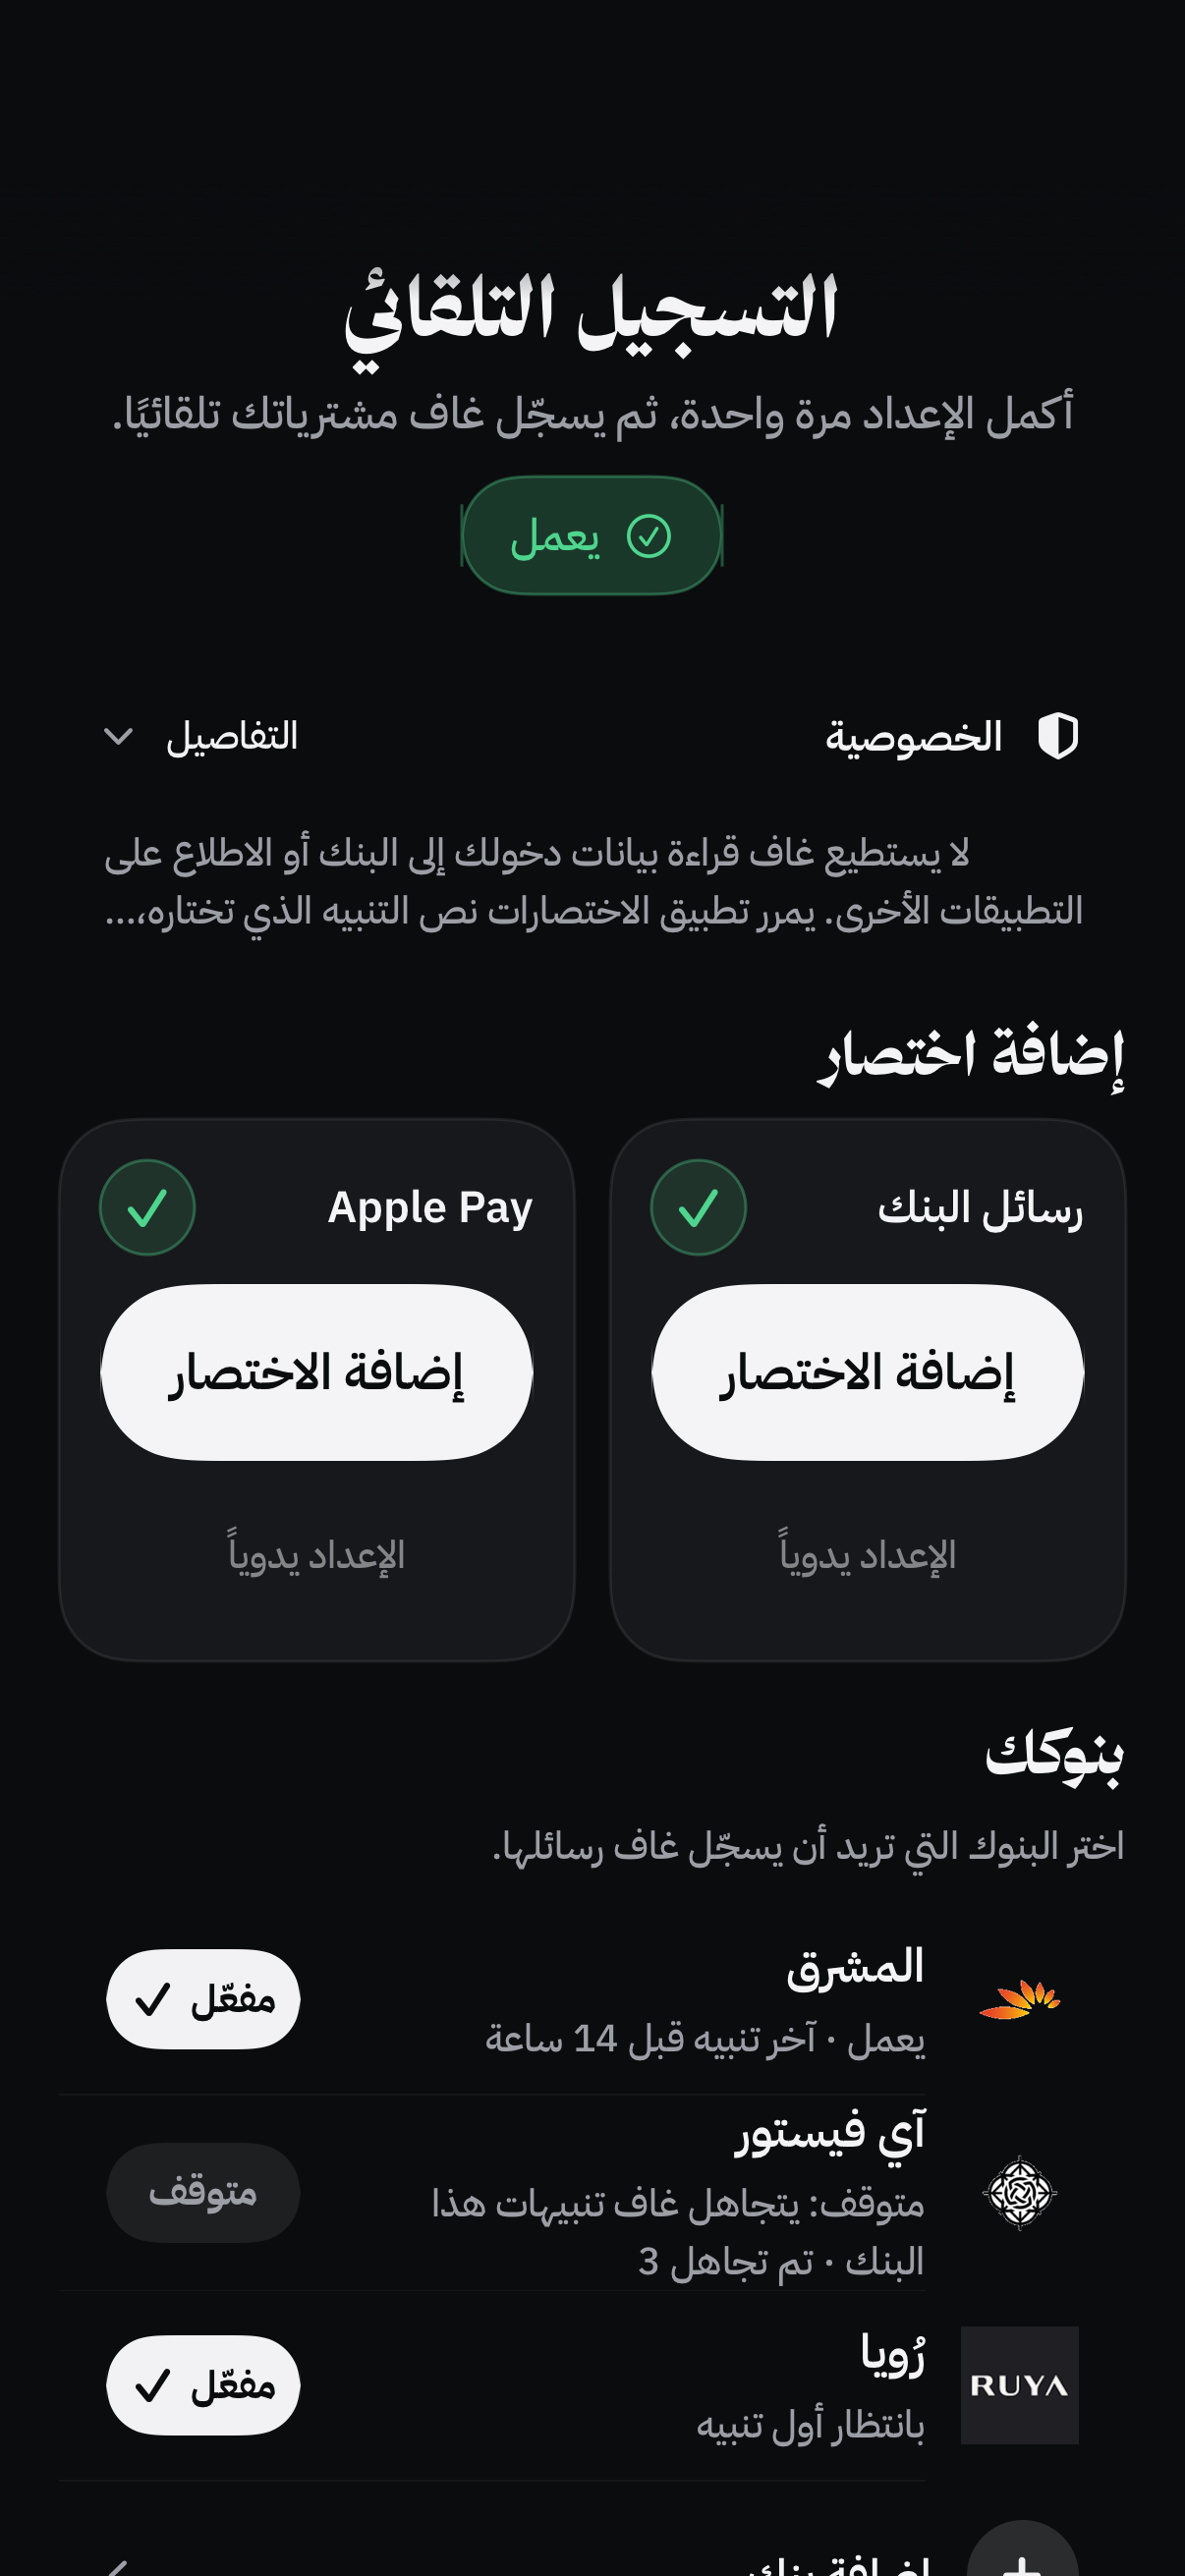 التسجيل التلقائي
أكمل الإعداد مرة واحدة، ثم يسجّل غاف مشترياتك تلقائيًا.
يعمل
الخصوصية
التفاصيل
لا يستطيع غاف قراءة بيانات دخولك إلى البنك أو الاطلاع على
التطبيقات الأخرى. يمرر تطبيق الاختصارات نص التنبيه الذي تختاره،...
إضافة اختصار
رسائل البنك
إضافة الاختصار
الإعداد يدوياً
Apple Pay
إضافة الاختصار
الإعداد يدوياً
بنوكك
اختر البنوك التي تريد أن يسجّل غاف رسائلها.
المشرق
يعمل · آخر تنبيه قبل 14 ساعة
مفعّل
آي فيستور
متوقف: يتجاهل غاف تنبيهات هذا
البنك · تم تجاهل 3
متوقف
RUYA
رُويا
بانتظار أول تنبيه
مفعّل
إضافة بنك